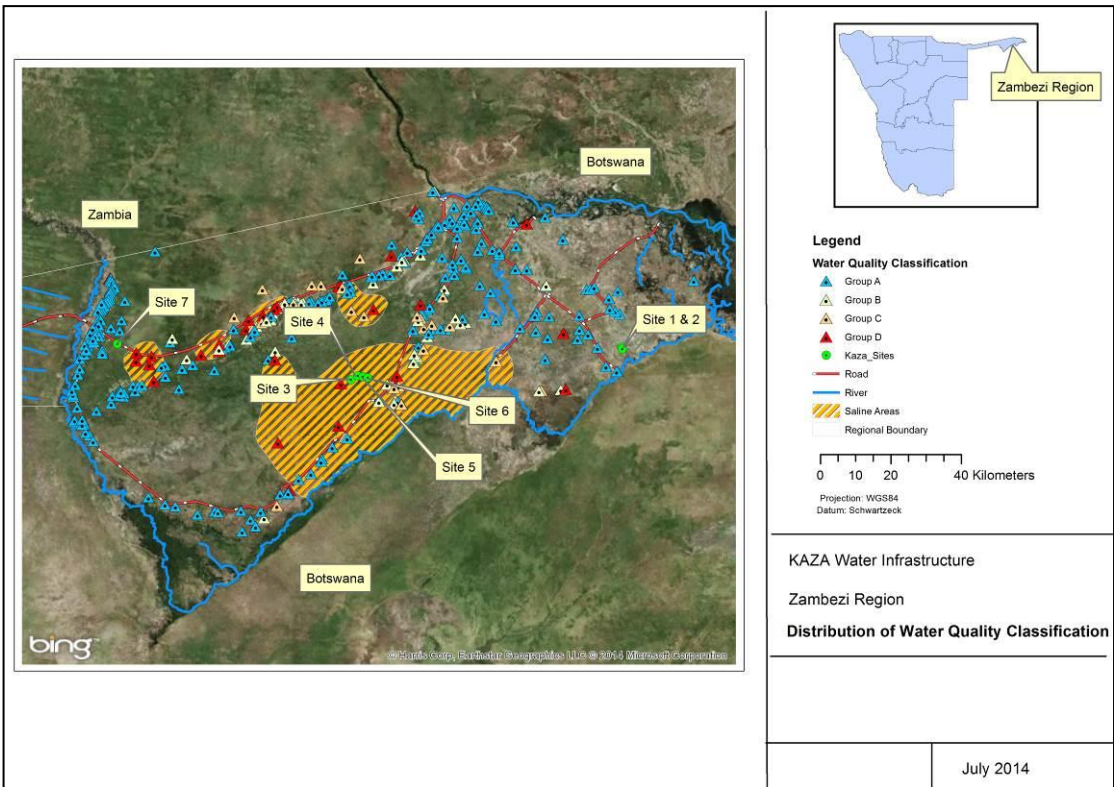 Botswana
Zambia
Site 7
Site 4
Site 1 & 2
Site 3
Site 6
Site 5
Botswana
bing
© Harris Corp, Earthstar Geographics LLC © 2014 Microsoft Corporation
Zambezi Region
Legend
Water Quality Classification
Group A
Group B
Group C
Group D
Kaza_Sites
Road
River
Saline Areas
Regional Boundary
0 10 20 40 Kilometers
Projection: WGS84
Datum: Schwartzeck
KAZA Water Infrastructure
Zambezi Region
Distribution of Water Quality Classification
July 2014